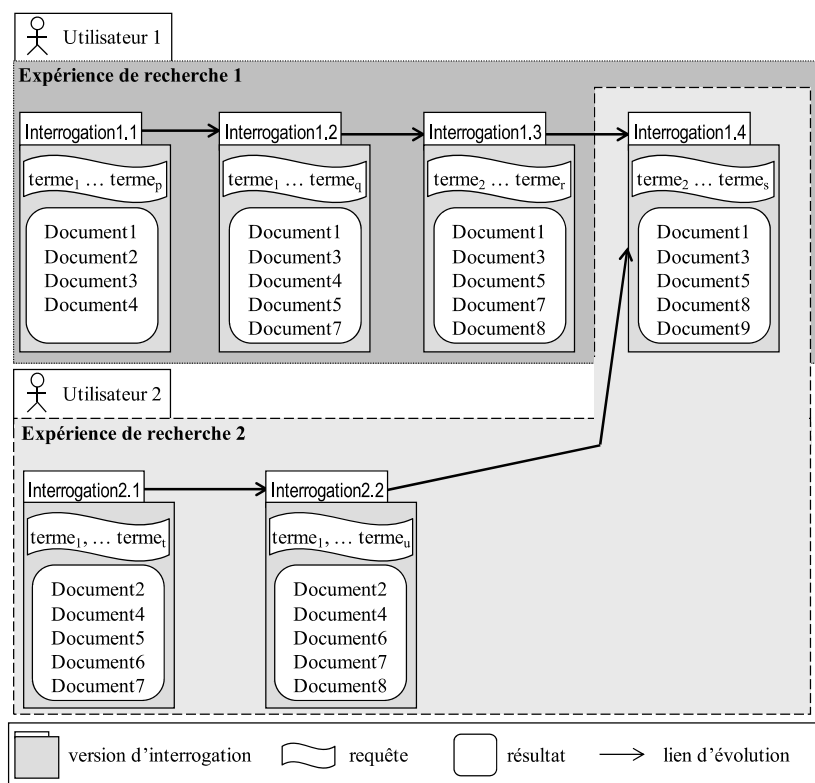 Utilisateur 1
Expérience de recherche 1
Interrogation1.1
terme1 … termep
Document1
Document2
Document3
Document4
Interrogation1.2
terme1 … termeq
Document1
Document3
Document4
Document5
Document7
Interrogation1.3
terme2 … termer
Document1
Document3
Document5
Document7
Document8
Interrogation1.4
terme2 … termes
Document1
Document3
Document5
Document8
Document9
Utilisateur 2
Expérience de recherche 2
Interrogation2.1
terme1, … termet
Document2
Document4
Document5
Document6
Document7
Interrogation2.2
terme1, … termeu
Document2
Document4
Document6
Document7
Document8
version d’interrogation
requête
résultat
lien d’évolution